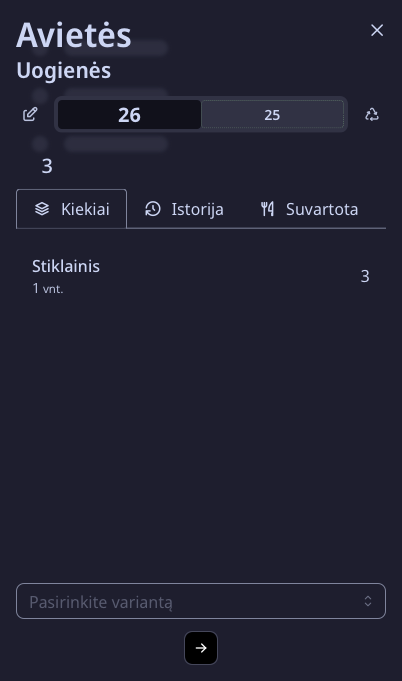 Avietės
Uogienės
26 25
3
Kiekiai Istorija Suvartota
Stiklainis
1 vnt.
3
Pasirinkite variantą